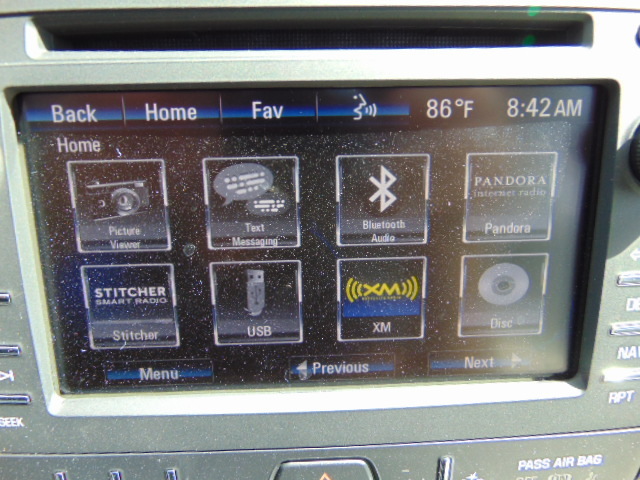 Back Home Fav 86°F 8:42 AM
Home
Picture Viewer
Text Messaging
Bluetooth Audio
PANDORA
internet radio
Pandora
STITCHER
SMART RADIO
Stitcher
USB
((XM))
XM
Disc
Menu Previous Next
SEEK
NAV
RPT
PASS AIR BAG